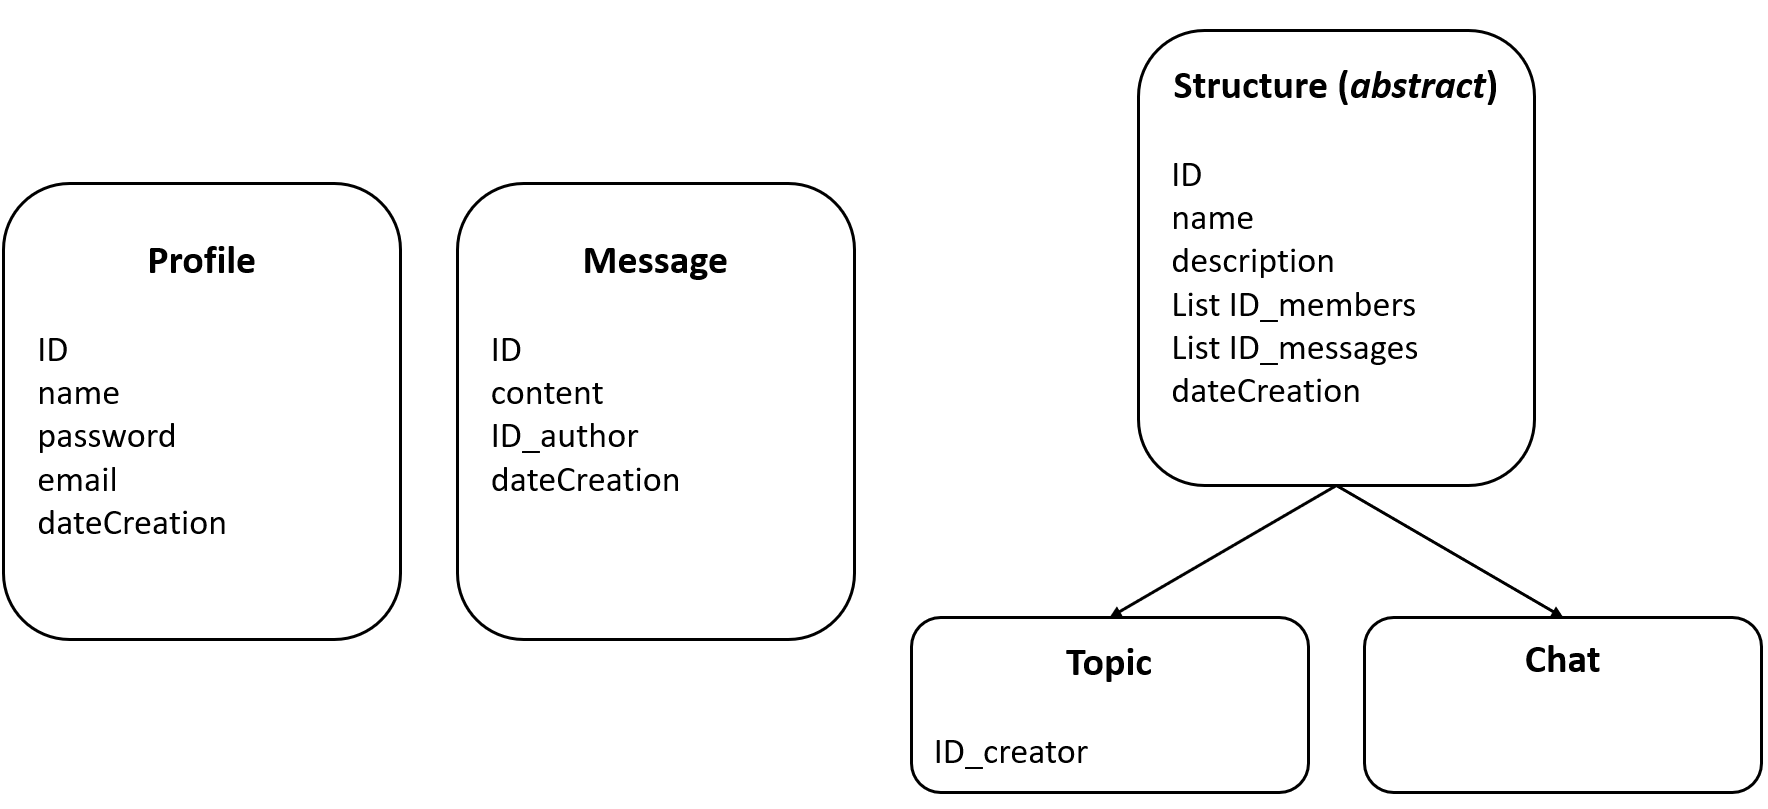 Profile
ID
name
password
email
dateCreation
Message
ID
content
ID_author
dateCreation
Structure (abstract)
ID
name
description
List ID_members
List ID_messages
dateCreation
Topic
ID_creator
Chat